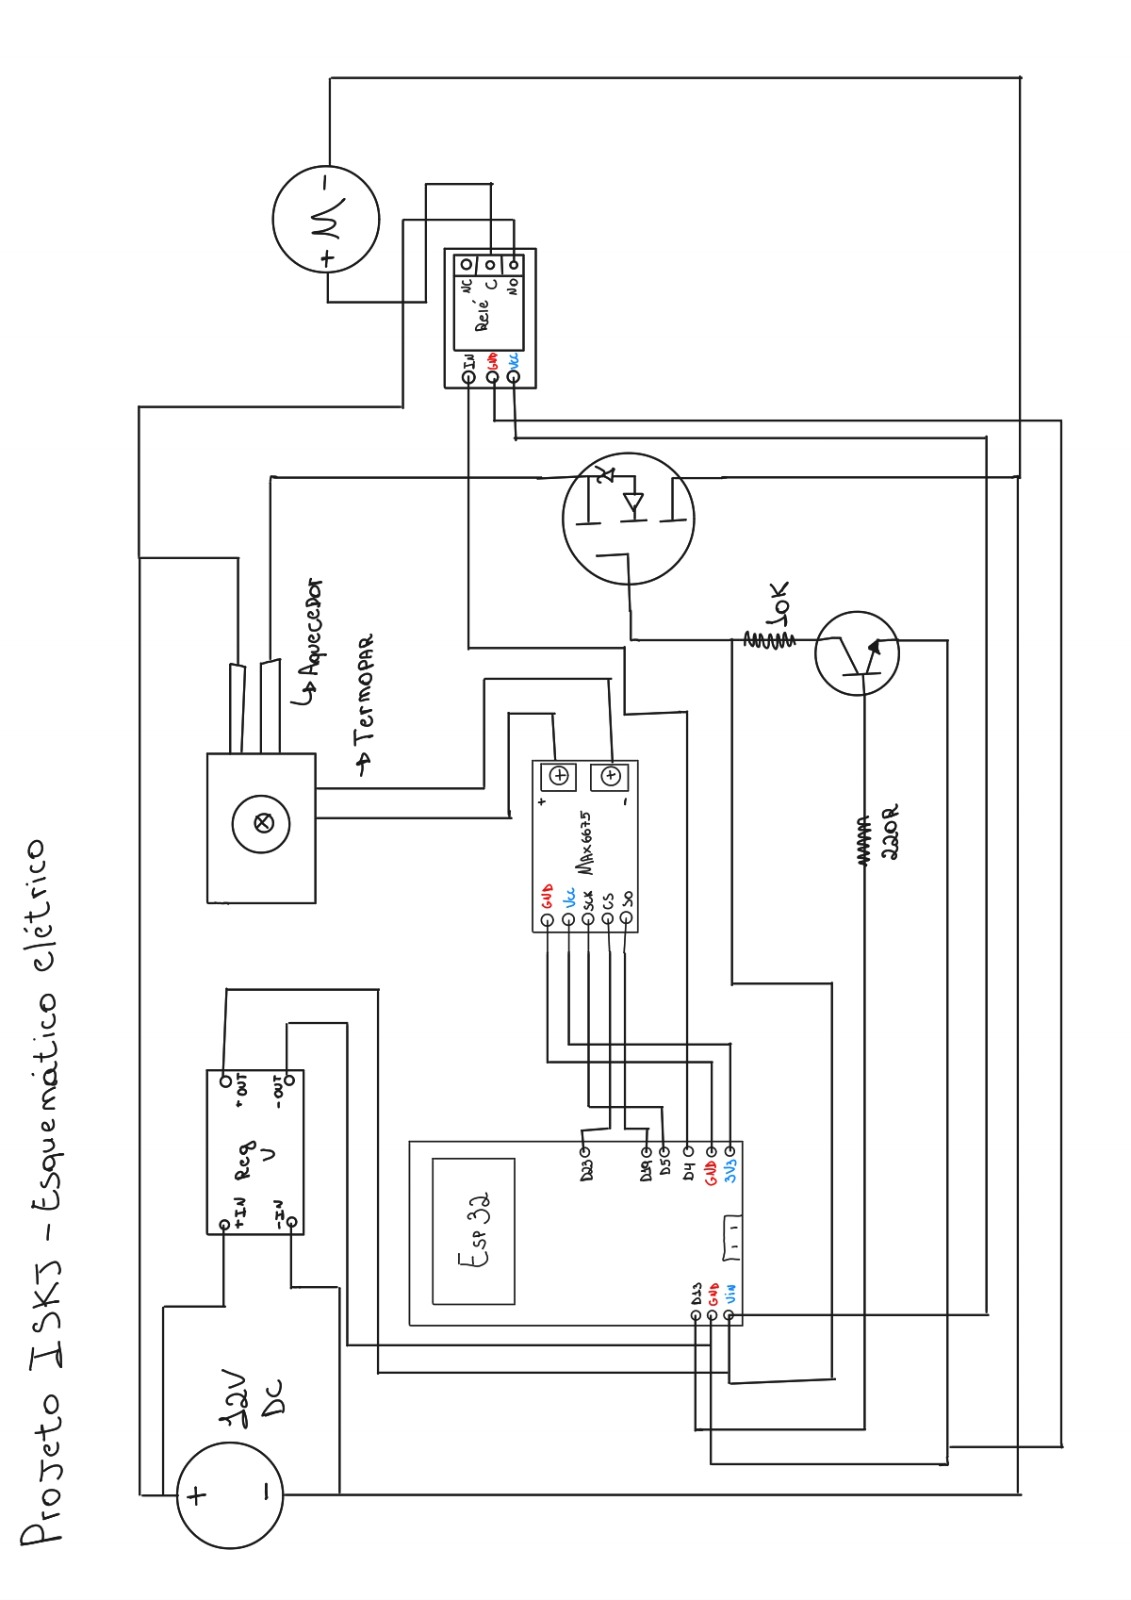 Projeto ISKJ - Esquemático elétrico
12V
DC
+
-
+IN
-IN
Reg
V
+OUT
-OUT
↳ Aquecedor
→ Termopar
-
M
+
NC
C
NO
Relé
IN
GND
Vcc
+
-
MAX6675
GND
Vcc
SCK
CS
SO
10K
220R
Esp 32
D23
D19
D5
D4
GND
3V3
D13
GND
Vin